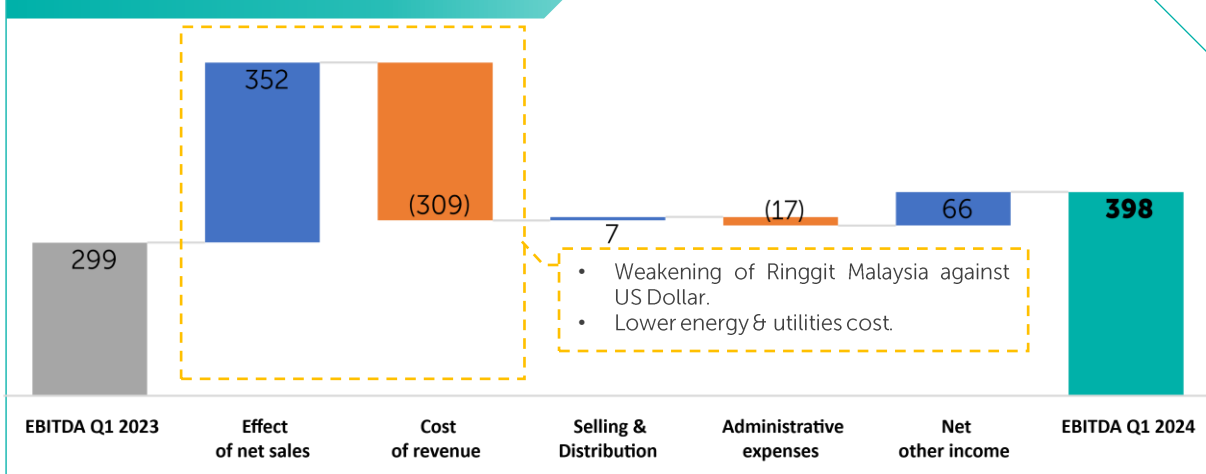 352
(309)
299
7
(17)
66
398
• Weakening of Ringgit Malaysia against
US Dollar.
• Lower energy & utilities cost.
EBITDA Q1 2023
Effect
of net sales
Cost
of revenue
Selling &
Distribution
Administrative
expenses
Net
other income
EBITDA Q1 2024